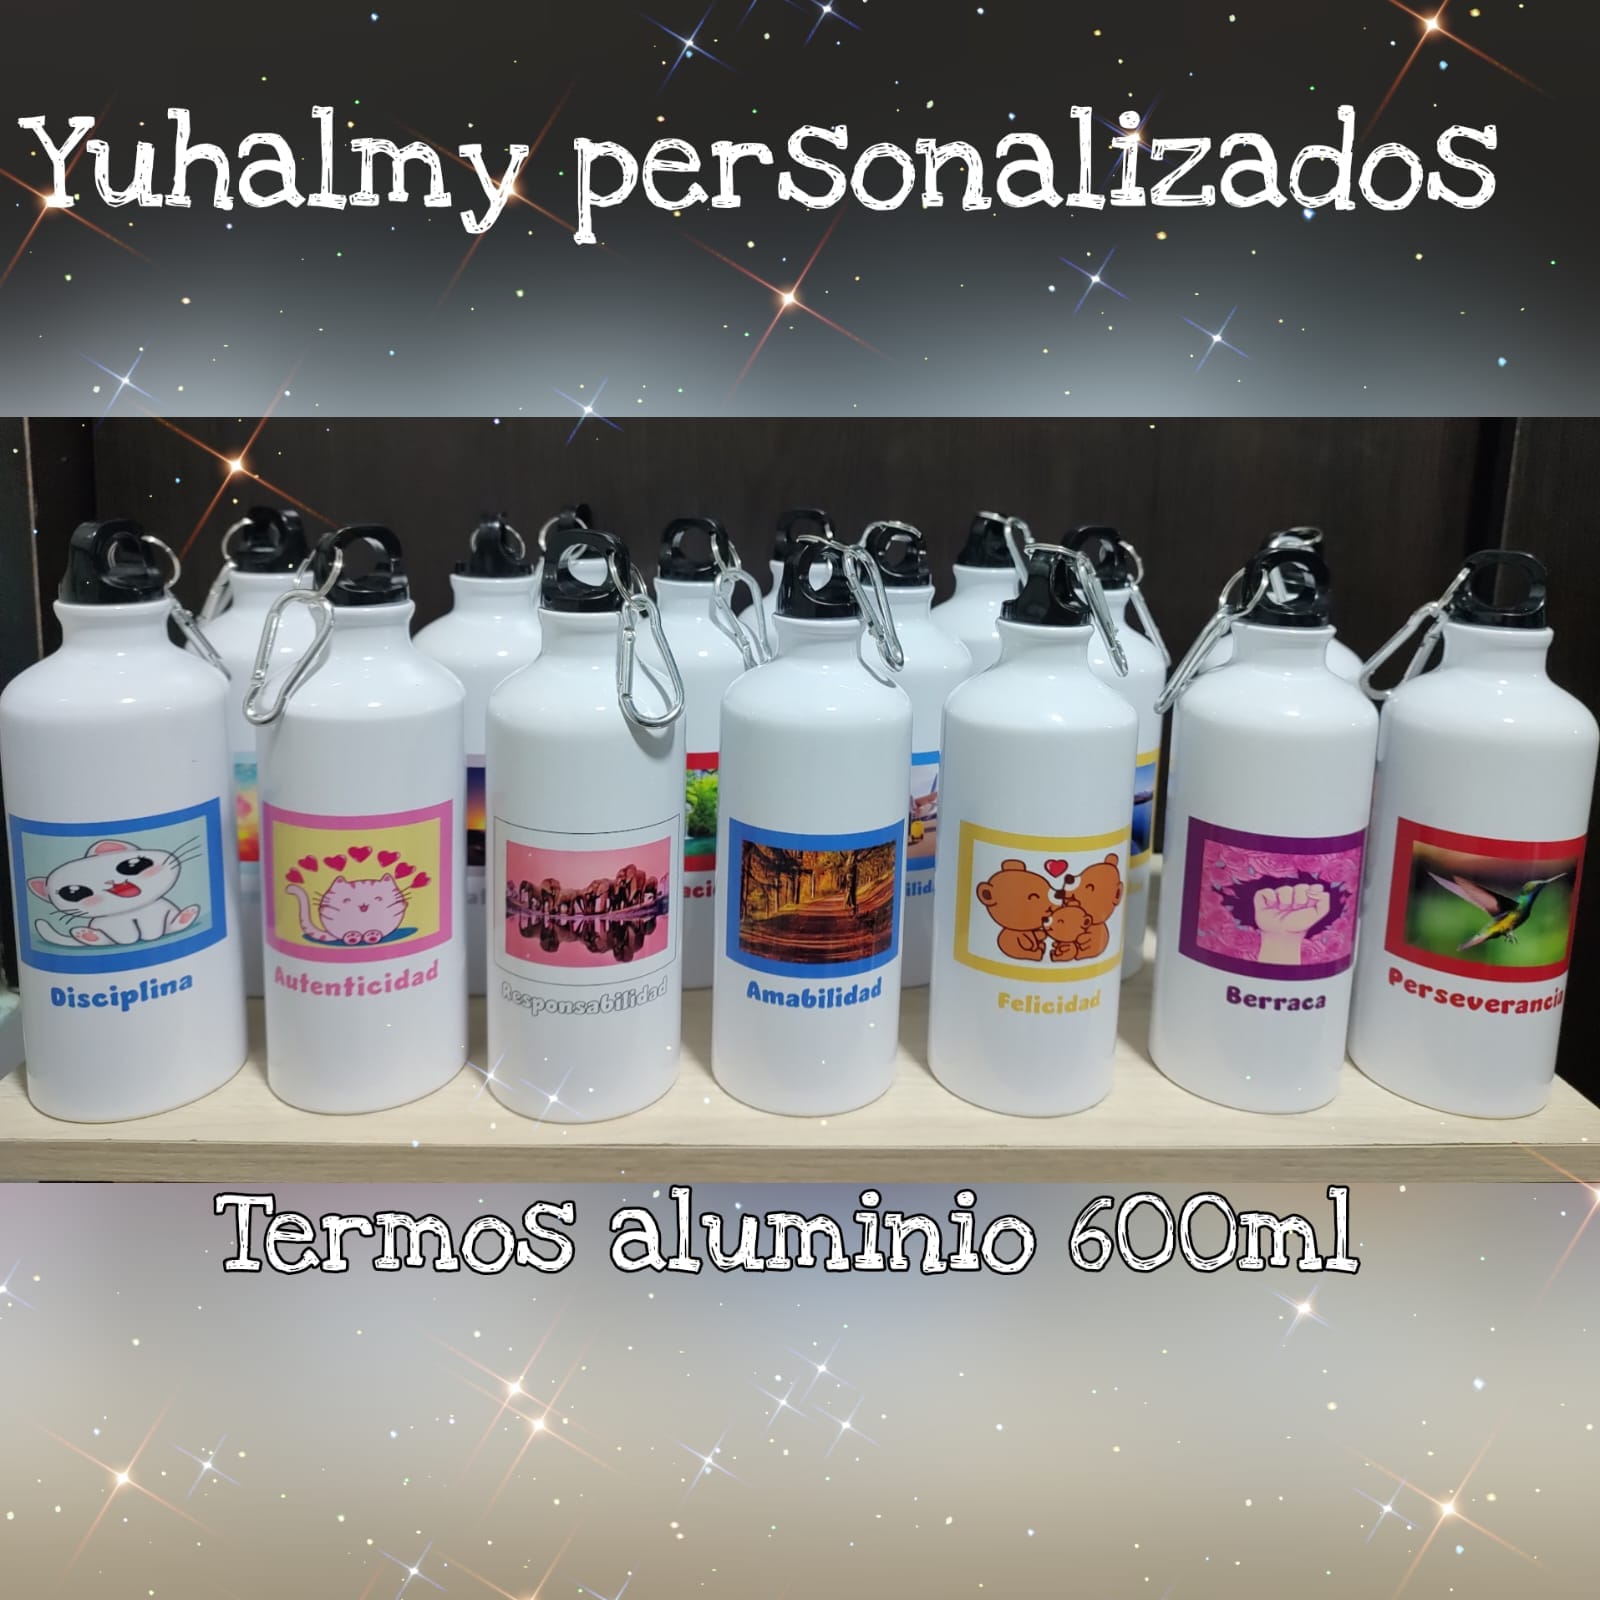 Yuhalmy personalizados
Disciplina
Autenticidad
Responsabilidad
Amabilidad
Felicidad
Berraca
Perseverancia
Termos aluminio 600ml